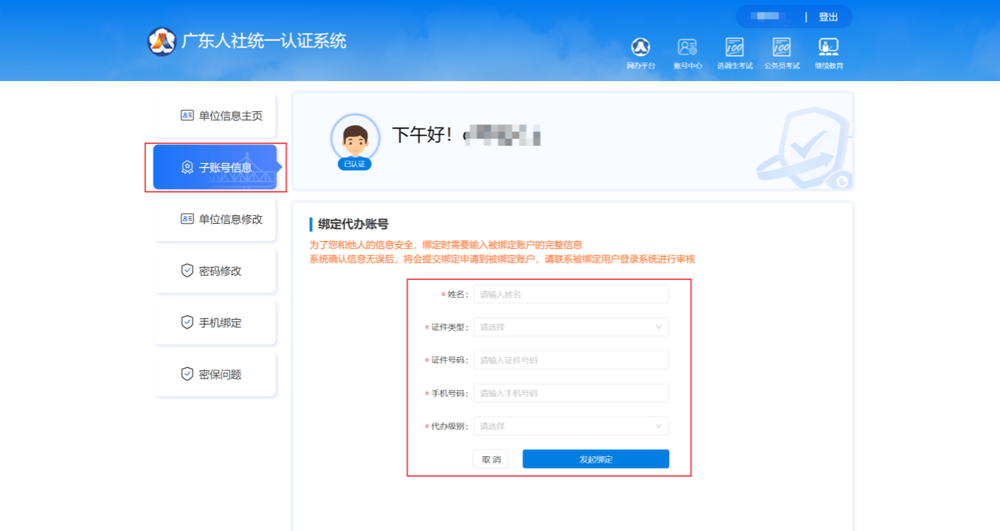 登出
广东人社统一认证系统
网办平台 账号中心 选调生考试 公务员考试 继续教育
单位信息主页
子账号信息
单位信息修改
密码修改
手机绑定
密保问题
下午好！
已认证
绑定代办账号
为了您和他人的信息安全，绑定时需要输入被绑定账户的完整信息
系统确认信息无误后，将会提交绑定申请到被绑定账户，请联系被绑定用户登录系统进行审核
*姓名： 请输入姓名
*证件类型： 请选择
*证件号码： 请输入证件号码
*手机号码： 请输入手机号码
*代办级别： 请选择
取 消 发起绑定